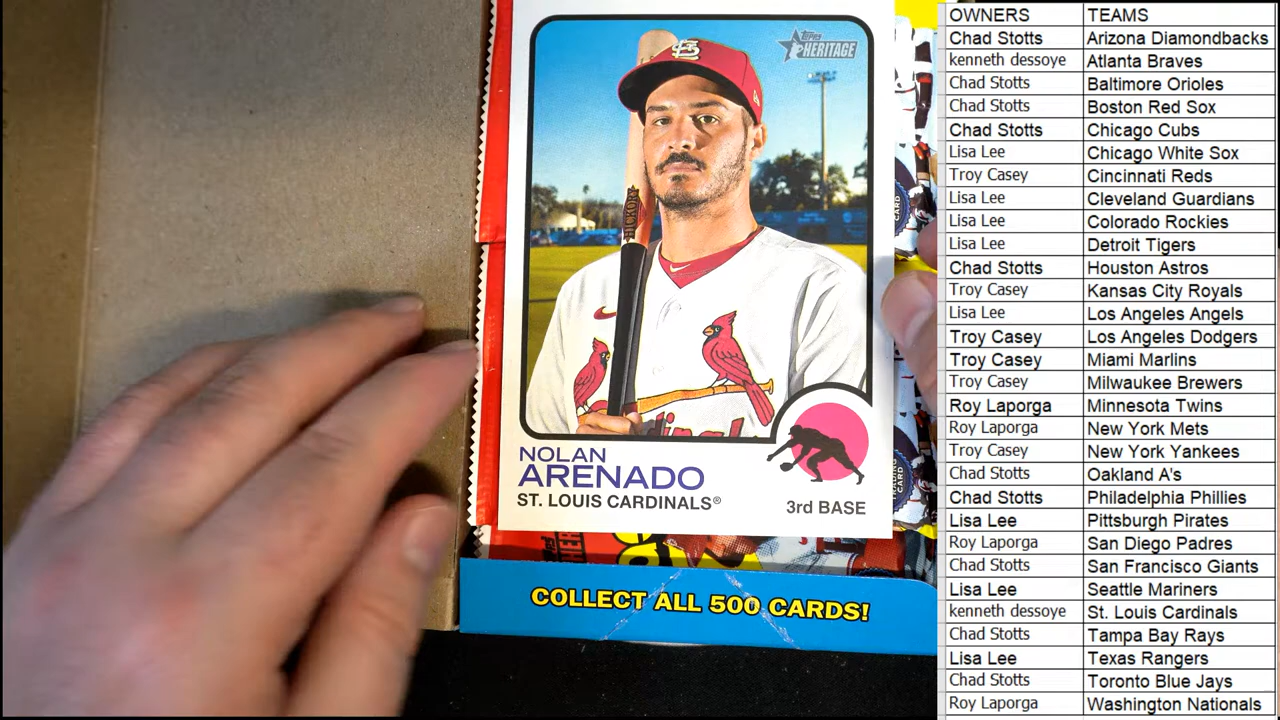 Topps
HERITAGE
HICKORY
NOLAN
ARENADO
ST. LOUIS CARDINALS®
3rd BASE
COLLECT ALL 500 CARDS!
CARD
TRADING
CARD
OWNERS TEAMS
Chad Stotts Arizona Diamondbacks
kenneth dessoye Atlanta Braves
Chad Stotts Baltimore Orioles
Chad Stotts Boston Red Sox
Chad Stotts Chicago Cubs
Lisa Lee Chicago White Sox
Troy Casey Cincinnati Reds
Lisa Lee Cleveland Guardians
Lisa Lee Colorado Rockies
Lisa Lee Detroit Tigers
Chad Stotts Houston Astros
Troy Casey Kansas City Royals
Lisa Lee Los Angeles Angels
Troy Casey Los Angeles Dodgers
Troy Casey Miami Marlins
Troy Casey Milwaukee Brewers
Roy Laporga Minnesota Twins
Roy Laporga New York Mets
Troy Casey New York Yankees
Chad Stotts Oakland A's
Chad Stotts Philadelphia Phillies
Lisa Lee Pittsburgh Pirates
Roy Laporga San Diego Padres
Chad Stotts San Francisco Giants
Lisa Lee Seattle Mariners
kenneth dessoye St. Louis Cardinals
Chad Stotts Tampa Bay Rays
Lisa Lee Texas Rangers
Chad Stotts Toronto Blue Jays
Roy Laporga Washington Nationals